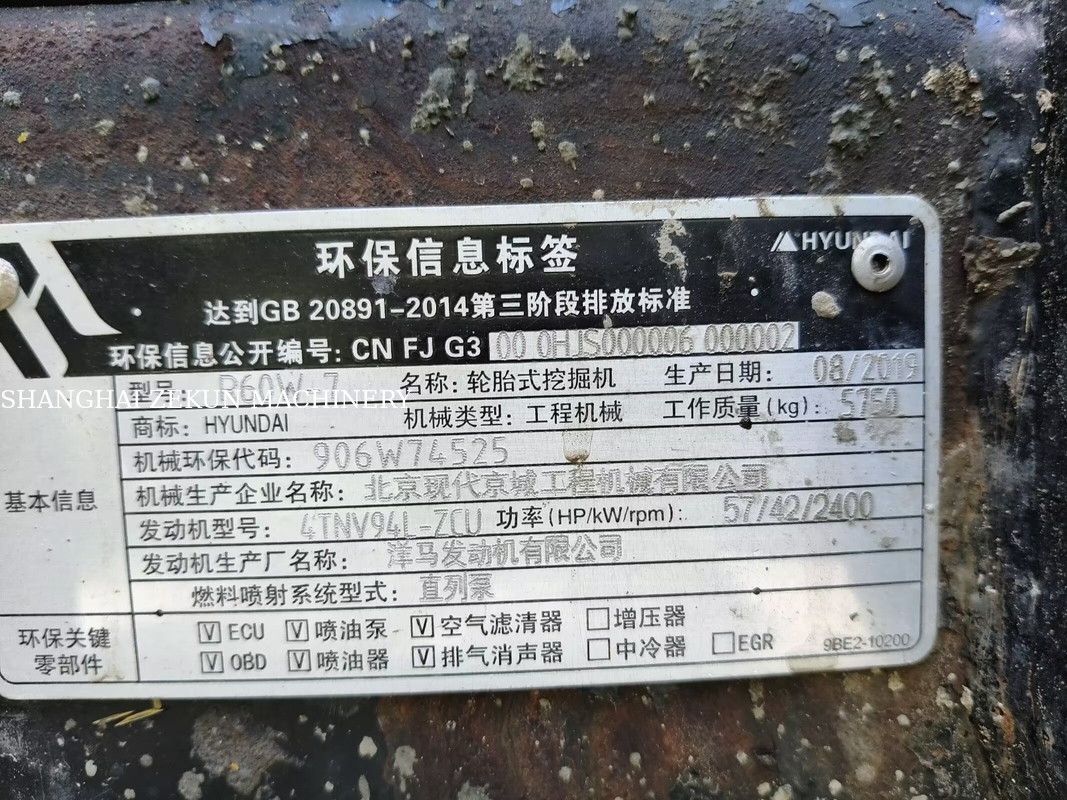 HYUNDAI
环保信息标签
达到GB 20891-2014第三阶段排放标准
环保信息公开编号: CN FJ G3 00 0HJS000006 000002
型号: R60W-7 名称: 轮胎式挖掘机 生产日期: 08/2019
SHANGHAI ZEKUN MACHINERY
商标: HYUNDAI 机械类型: 工程机械 工作质量(kg): 5750
机械环保代码: 906W74525
基本信息
机械生产企业名称: 北京现代京城工程机械有限公司
发动机型号: 4TNV94L-ZCU 功率(HP/kW/rpm): 57/42/2400
发动机生产厂名称: 洋马发动机有限公司
燃料喷射系统型式: 直列泵
环保关键零部件
V ECU V 喷油泵 V 空气滤清器 增压器
V OBD V 喷油器 V 排气消声器 中冷器 EGR
9BE2-10200